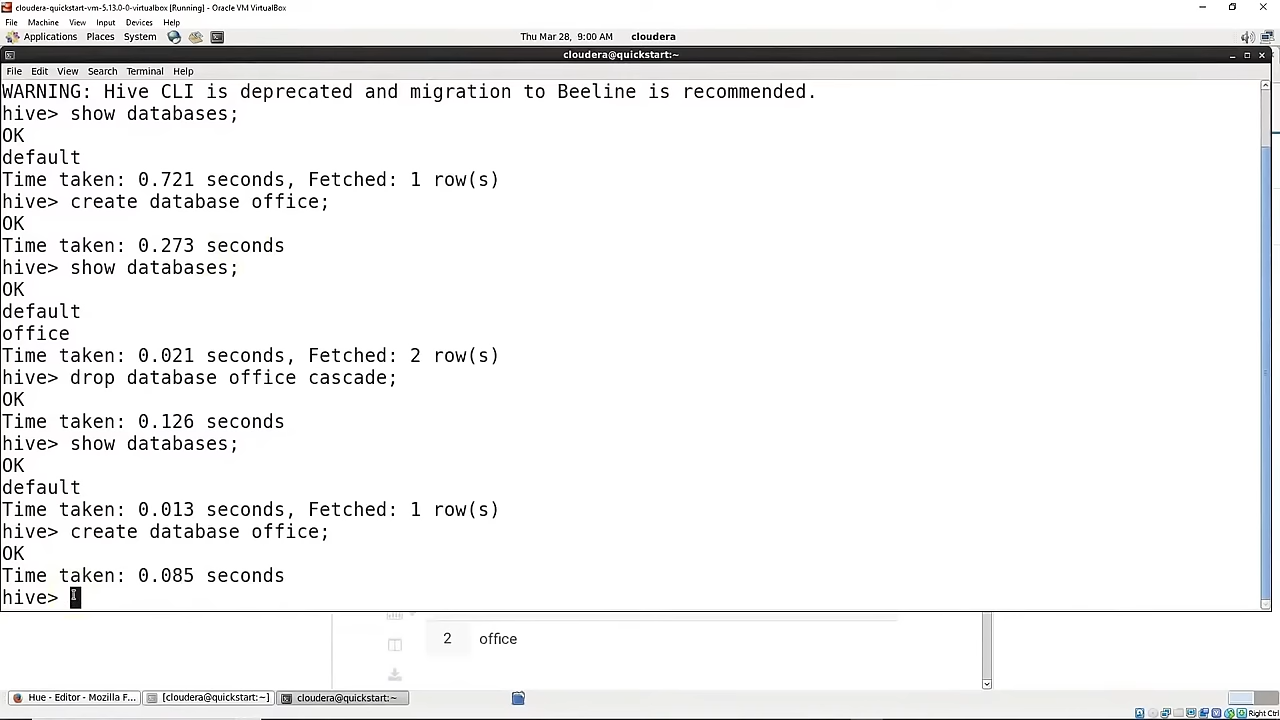 cloudera-quickstart-vm-5.13.0-0-virtualbox [Running] - Oracle VM VirtualBox
File Machine View Input Devices Help
Applications Places System Thu Mar 28, 9:00 AM cloudera
cloudera@quickstart:~
File Edit View Search Terminal Help
WARNING: Hive CLI is deprecated and migration to Beeline is recommended.
hive> show databases;
OK
default
Time taken: 0.721 seconds, Fetched: 1 row(s)
hive> create database office;
OK
Time taken: 0.273 seconds
hive> show databases;
OK
default
office
Time taken: 0.021 seconds, Fetched: 2 row(s)
hive> drop database office cascade;
OK
Time taken: 0.126 seconds
hive> show databases;
OK
default
Time taken: 0.013 seconds, Fetched: 1 row(s)
hive> create database office;
OK
Time taken: 0.085 seconds
hive>
2 office
Hue - Editor - Mozilla F... [cloudera@quickstart:~] cloudera@quickstart:~
Right Ctrl